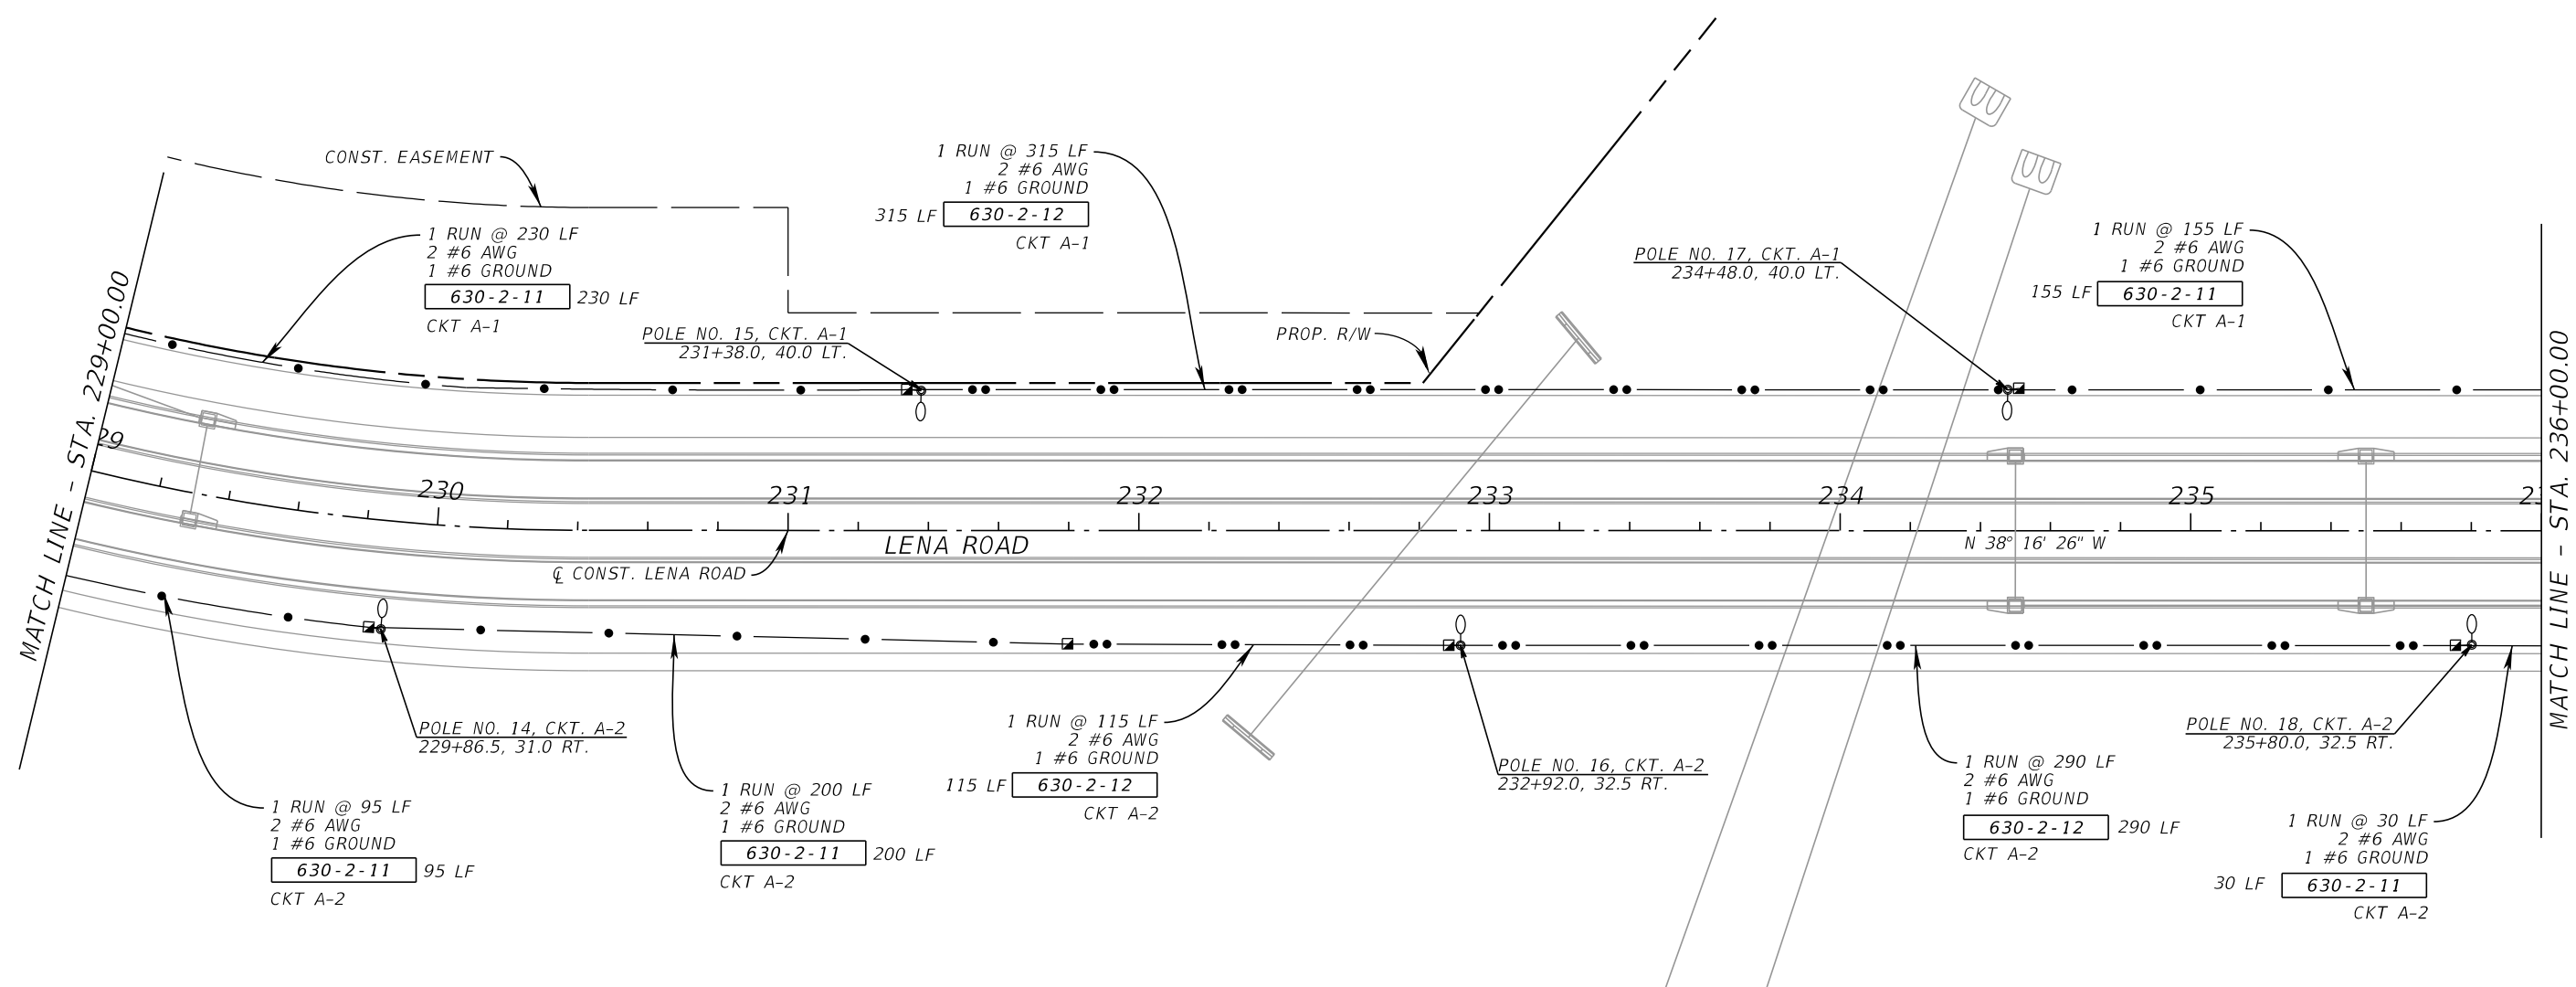 CONST. EASEMENT
1 RUN @ 230 LF
2 #6 AWG
1 #6 GROUND
630-2-11 230 LF
CKT A-1
1 RUN @ 315 LF
2 #6 AWG
1 #6 GROUND
315 LF 630-2-12
CKT A-1
POLE NO. 15, CKT. A-1
231+38.0, 40.0 LT.
PROP. R/W
POLE NO. 17, CKT. A-1
234+48.0, 40.0 LT.
1 RUN @ 155 LF
2 #6 AWG
1 #6 GROUND
155 LF 630-2-11
CKT A-1
MATCH LINE - STA. 229+00.00
29
230
231
232
233
234
235
23
LENA ROAD
N 38° 16' 26" W
℄ CONST. LENA ROAD
MATCH LINE - STA. 236+00.00
POLE NO. 14, CKT. A-2
229+86.5, 31.0 RT.
1 RUN @ 95 LF
2 #6 AWG
1 #6 GROUND
630-2-11 95 LF
CKT A-2
1 RUN @ 200 LF
2 #6 AWG
1 #6 GROUND
630-2-11 200 LF
CKT A-2
1 RUN @ 115 LF
2 #6 AWG
1 #6 GROUND
115 LF 630-2-12
CKT A-2
POLE NO. 16, CKT. A-2
232+92.0, 32.5 RT.
1 RUN @ 290 LF
2 #6 AWG
1 #6 GROUND
630-2-12 290 LF
CKT A-2
POLE NO. 18, CKT. A-2
235+80.0, 32.5 RT.
1 RUN @ 30 LF
2 #6 AWG
1 #6 GROUND
30 LF 630-2-11
CKT A-2